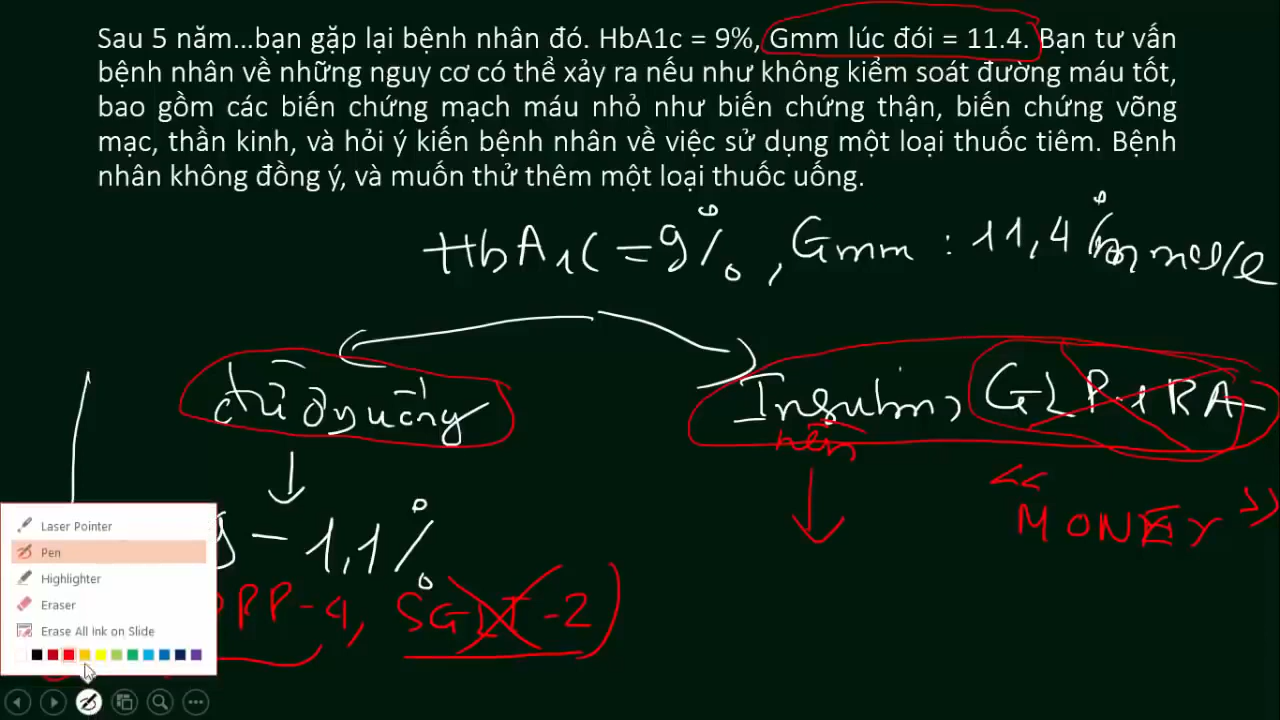 Sau 5 năm...bạn gặp lại bệnh nhân đó. HbA1c = 9%, Gmm lúc đói = 11.4. Bạn tư vấn
bệnh nhân về những nguy cơ có thể xảy ra nếu như không kiểm soát đường máu tốt,
bao gồm các biến chứng mạch máu nhỏ như biến chứng thận, biến chứng võng
mạc, thần kinh, và hỏi ý kiến bệnh nhân về việc sử dụng một loại thuốc tiêm. Bệnh
nhân không đồng ý, và muốn thử thêm một loại thuốc uống.
HbA1C = 9%, Gmm : 11,4 mmol/l
đường uống
Insulin, GLP-1RA
nền
<< MONEY >>
- 1,1%
PP-4, SGLT-2)
Laser Pointer
Pen
Highlighter
Eraser
Erase All Ink on Slide